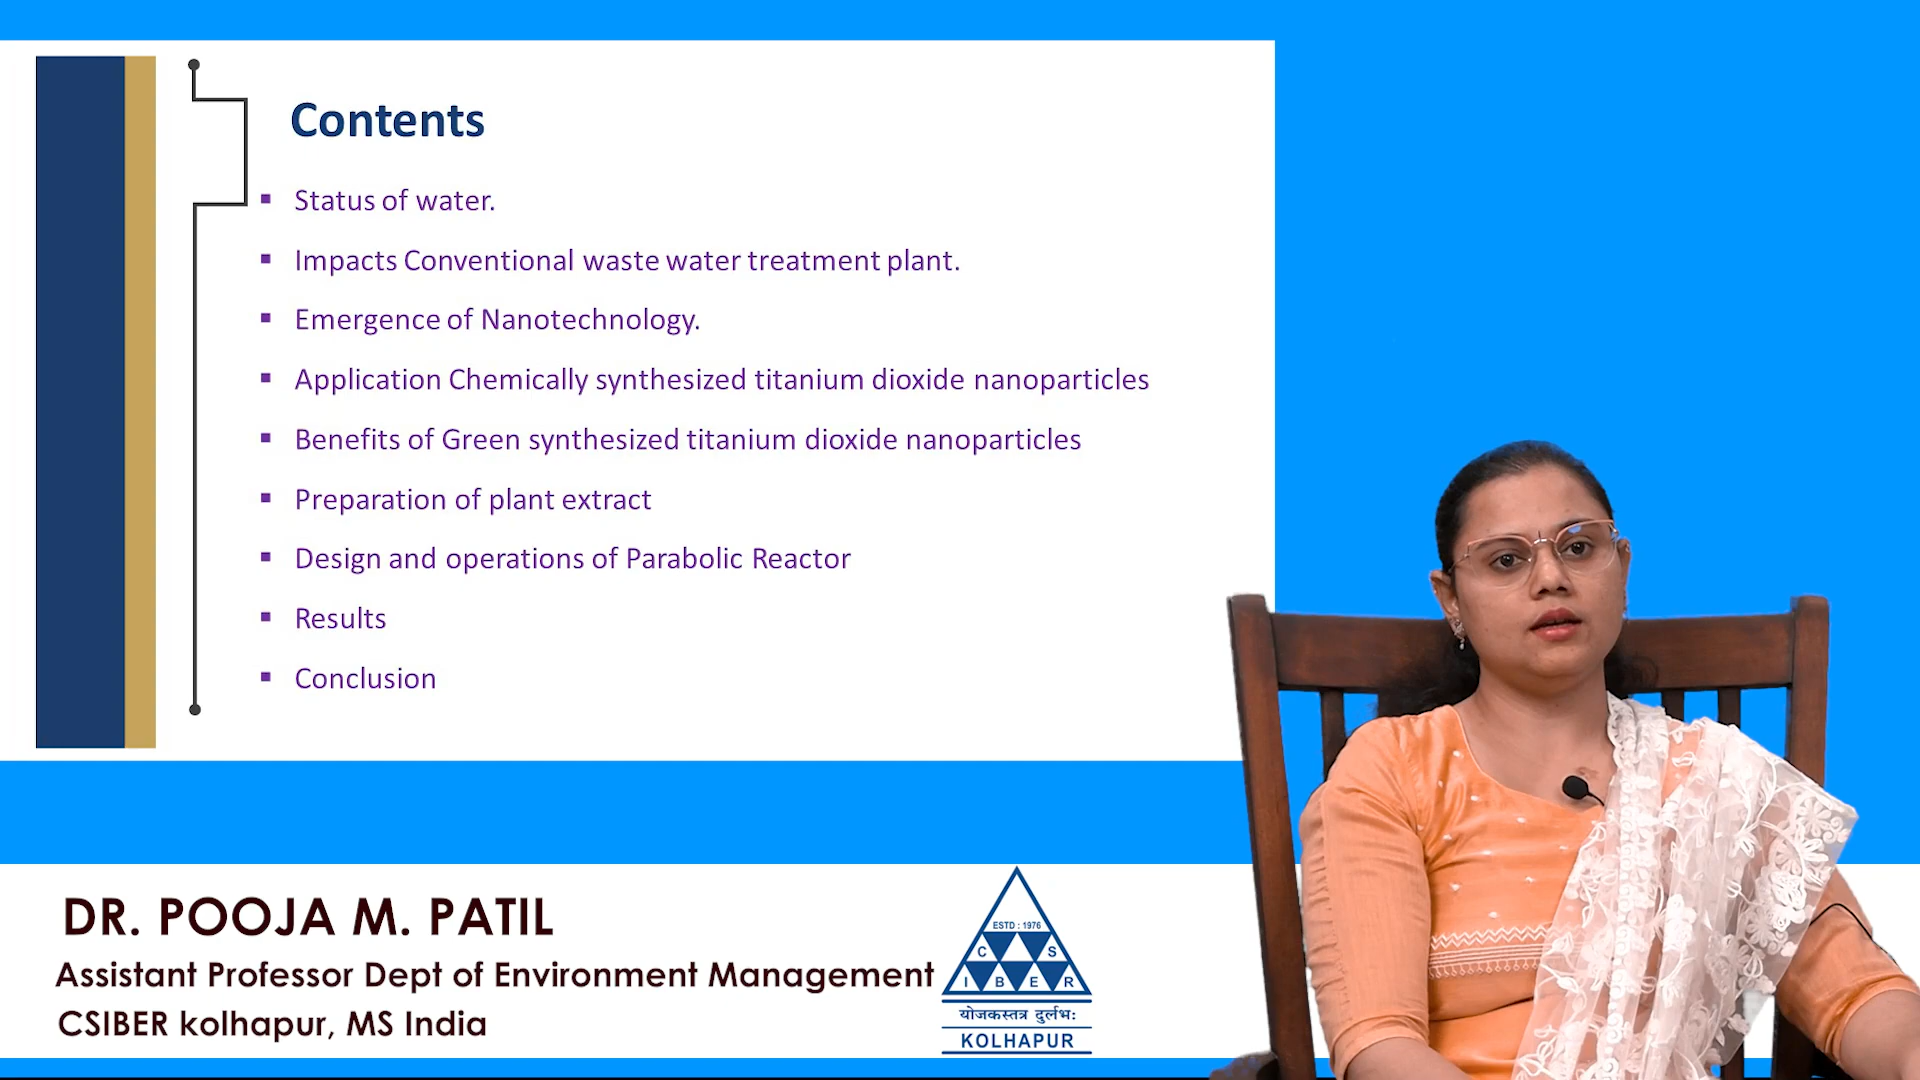 Contents
Status of water.
Impacts Conventional waste water treatment plant.
Emergence of Nanotechnology.
Application Chemically synthesized titanium dioxide nanoparticles
Benefits of Green synthesized titanium dioxide nanoparticles
Preparation of plant extract
Design and operations of Parabolic Reactor
Results
Conclusion
DR. POOJA M. PATIL
Assistant Professor Dept of Environment Management
CSIBER kolhapur, MS India
ESTD : 1976
C S
I B E R
योजकस्तत्र दुर्लभः
KOLHAPUR